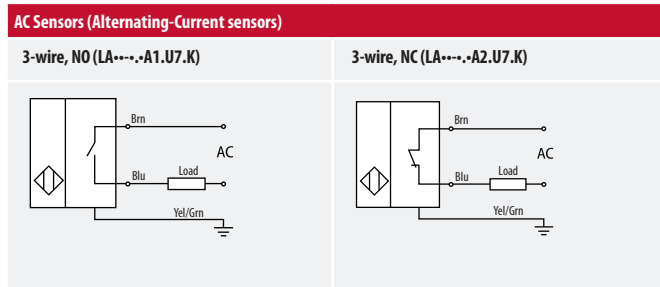 AC Sensors (Alternating-Current sensors)
3-wire, NO (LA••-•.•A1.U7.K)
3-wire, NC (LA••-•.•A2.U7.K)
Brn
AC
Blu
Load
Yel/Grn
Brn
AC
Blu
Load
Yel/Grn